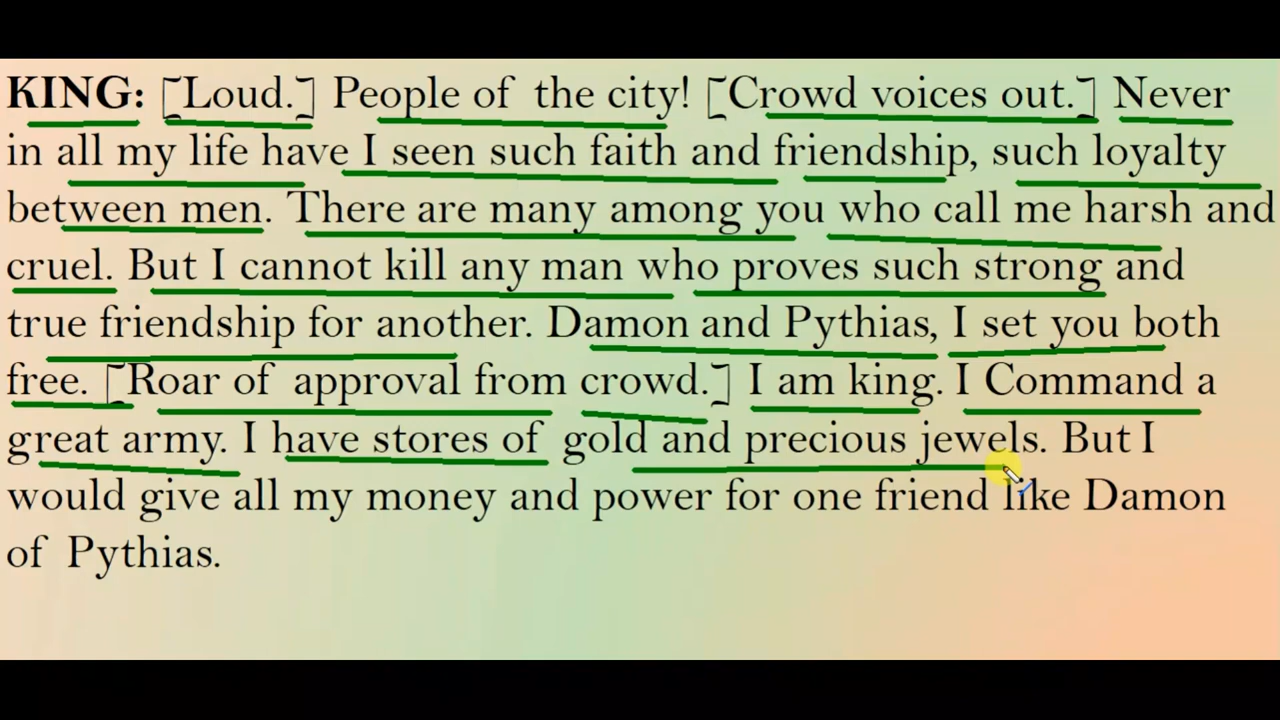 KING: [Loud.] People of the city! [Crowd voices out.] Never
in all my life have I seen such faith and friendship, such loyalty
between men. There are many among you who call me harsh and
cruel. But I cannot kill any man who proves such strong and
true friendship for another. Damon and Pythias, I set you both
free. [Roar of approval from crowd.] I am king. I Command a
great army. I have stores of gold and precious jewels. But I
would give all my money and power for one friend like Damon
of Pythias.